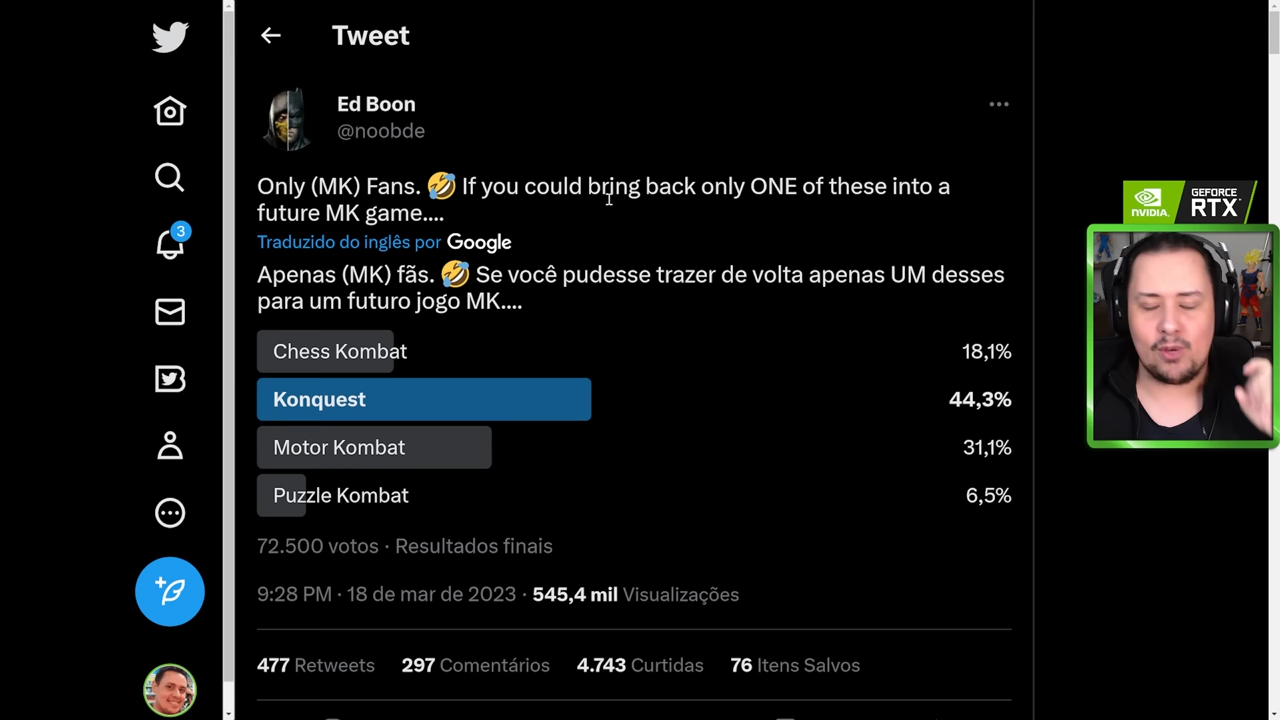 Tweet
Ed Boon
@noobde
Only (MK) Fans. 🤣 If you could bring back only ONE of these into a
future MK game....
Traduzido do inglês por Google
Apenas (MK) fãs. 🤣 Se você pudesse trazer de volta apenas UM desses
para um futuro jogo MK....
Chess Kombat 18,1%
Konquest 44,3%
Motor Kombat 31,1%
Puzzle Kombat 6,5%
72.500 votos · Resultados finais
9:28 PM · 18 de mar de 2023 · 545,4 mil Visualizações
477 Retweets 297 Comentários 4.743 Curtidas 76 Itens Salvos
3
NVIDIA.
GEFORCE
RTX